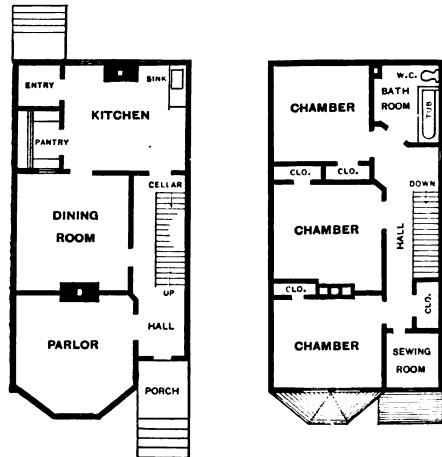 ENTRY
SINK
KITCHEN
PANTRY
CELLAR
DINING
ROOM
UP
HALL
PARLOR
PORCH
W.C.
BATH
ROOM
TUB
CHAMBER
CLO.
CLO.
DOWN
HALL
CHAMBER
CLO.
CLO.
CHAMBER
SEWING
ROOM